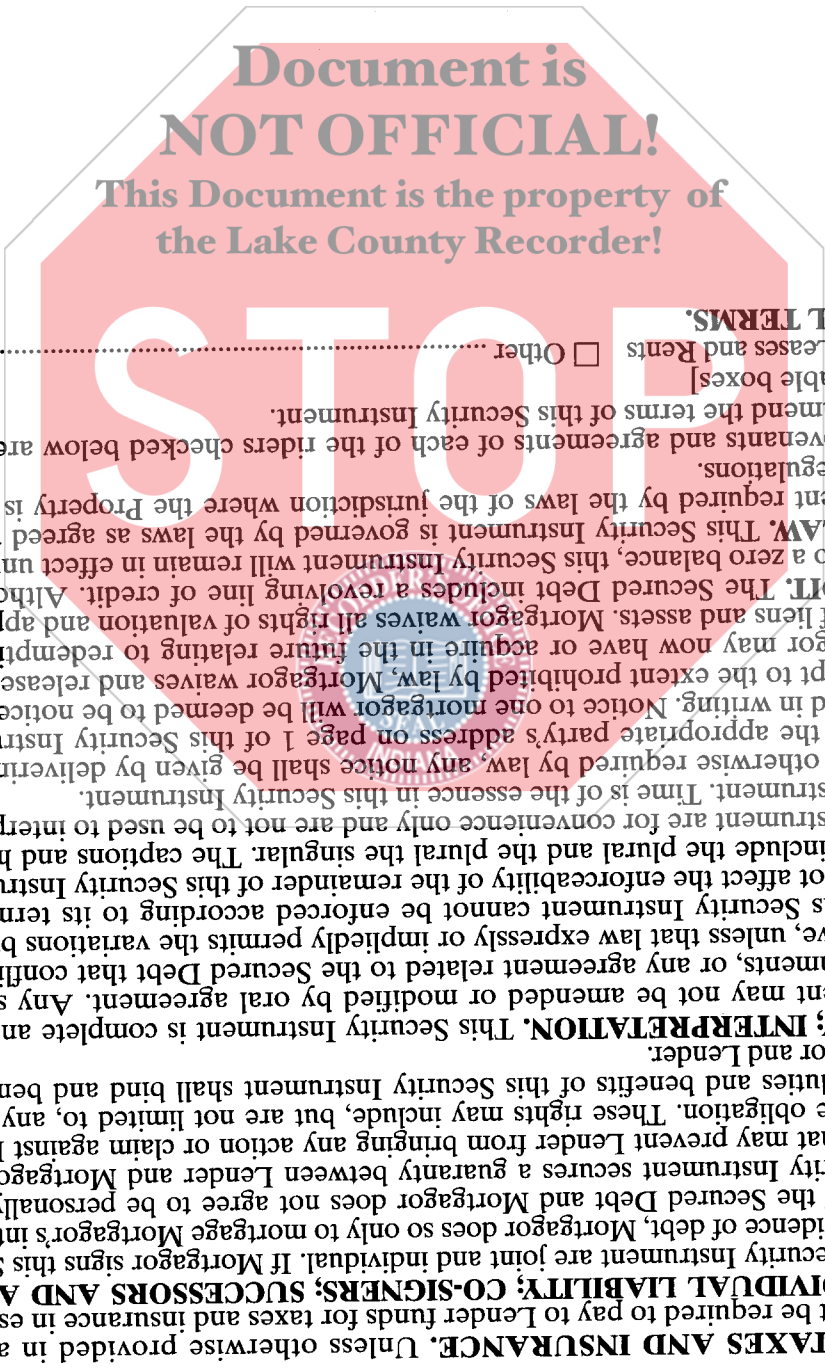 Document is
NOT OFFICIAL!
This Document is the property of
the Lake County Recorder!
STOP
TAXES AND INSURANCE. Unless otherwise provided in a
t be required to pay to Lender funds for taxes and insurance in es
DIVIDUAL LIABILITY; CO-SIGNERS; SUCCESSORS AND A
ecurity Instrument are joint and individual. If Mortgagor signs this S
idence of debt, Mortgagor does so only to mortgage Mortgagor's int
the Secured Debt and Mortgagor does not agree to be personally
rity Instrument secures a guaranty between Lender and Mortgago
hat may prevent Lender from bringing any action or claim against
e obligation. These rights may include, but are not limited to, any
duties and benefits of this Security Instrument shall bind and ben
or and Lender.
; INTERPRETATION. This Security Instrument is complete an
ent may not be amended or modified by oral agreement. Any s
hments, or any agreement related to the Secured Debt that confli
ve, unless that law expressly or impliedly permits the variations b
s Security Instrument cannot be enforced according to its term
ot affect the enforceability of the remainder of this Security Instru
include the plural and the plural the singular. The captions and h
strument are for convenience only and are not to be used to interp
strument. Time is of the essence in this Security Instrument.
otherwise required by law, any notice shall be given by deliverin
the appropriate party's address on page 1 of this Security Instru
d in writing. Notice to one mortgagor will be deemed to be notice
pt to the extent prohibited by law, Mortgagor waives and release
gor may now have or acquire in the future relating to redempti
f liens and assets. Mortgagor waives all rights of valuation and app
DIT. The Secured Debt includes a revolving line of credit. Altho
o a zero balance, this Security Instrument will remain in effect un
LAW. This Security Instrument is governed by the laws as agreed
ent required by the laws of the jurisdiction where the Property is
egulations.
venants and agreements of each of the riders checked below are
mend the terms of this Security Instrument.
able boxes]
Leases and Rents ☐ Other ........................................................
L TERMS.
RECORDER'S OFFICE
SEAL
INDIANA